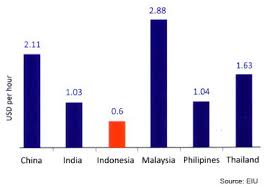 2.88
2.11
1.63
1.03
1.04
0.6
USD per hour
China India Indonesia Malaysia Philipines Thailand
Source: EIU